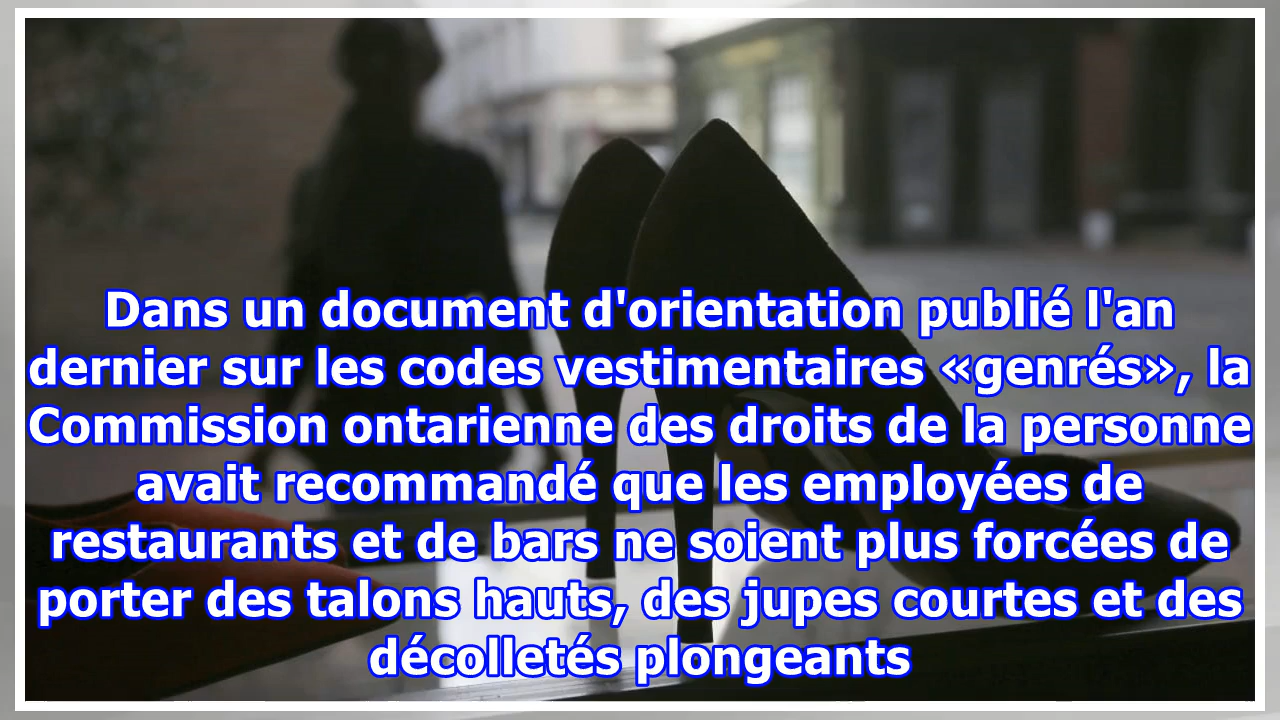 Dans un document d'orientation publié l'an
dernier sur les codes vestimentaires «genrés», la
Commission ontarienne des droits de la personne
avait recommandé que les employées de
restaurants et de bars ne soient plus forcées de
porter des talons hauts, des jupes courtes et des
décolletés plongeants